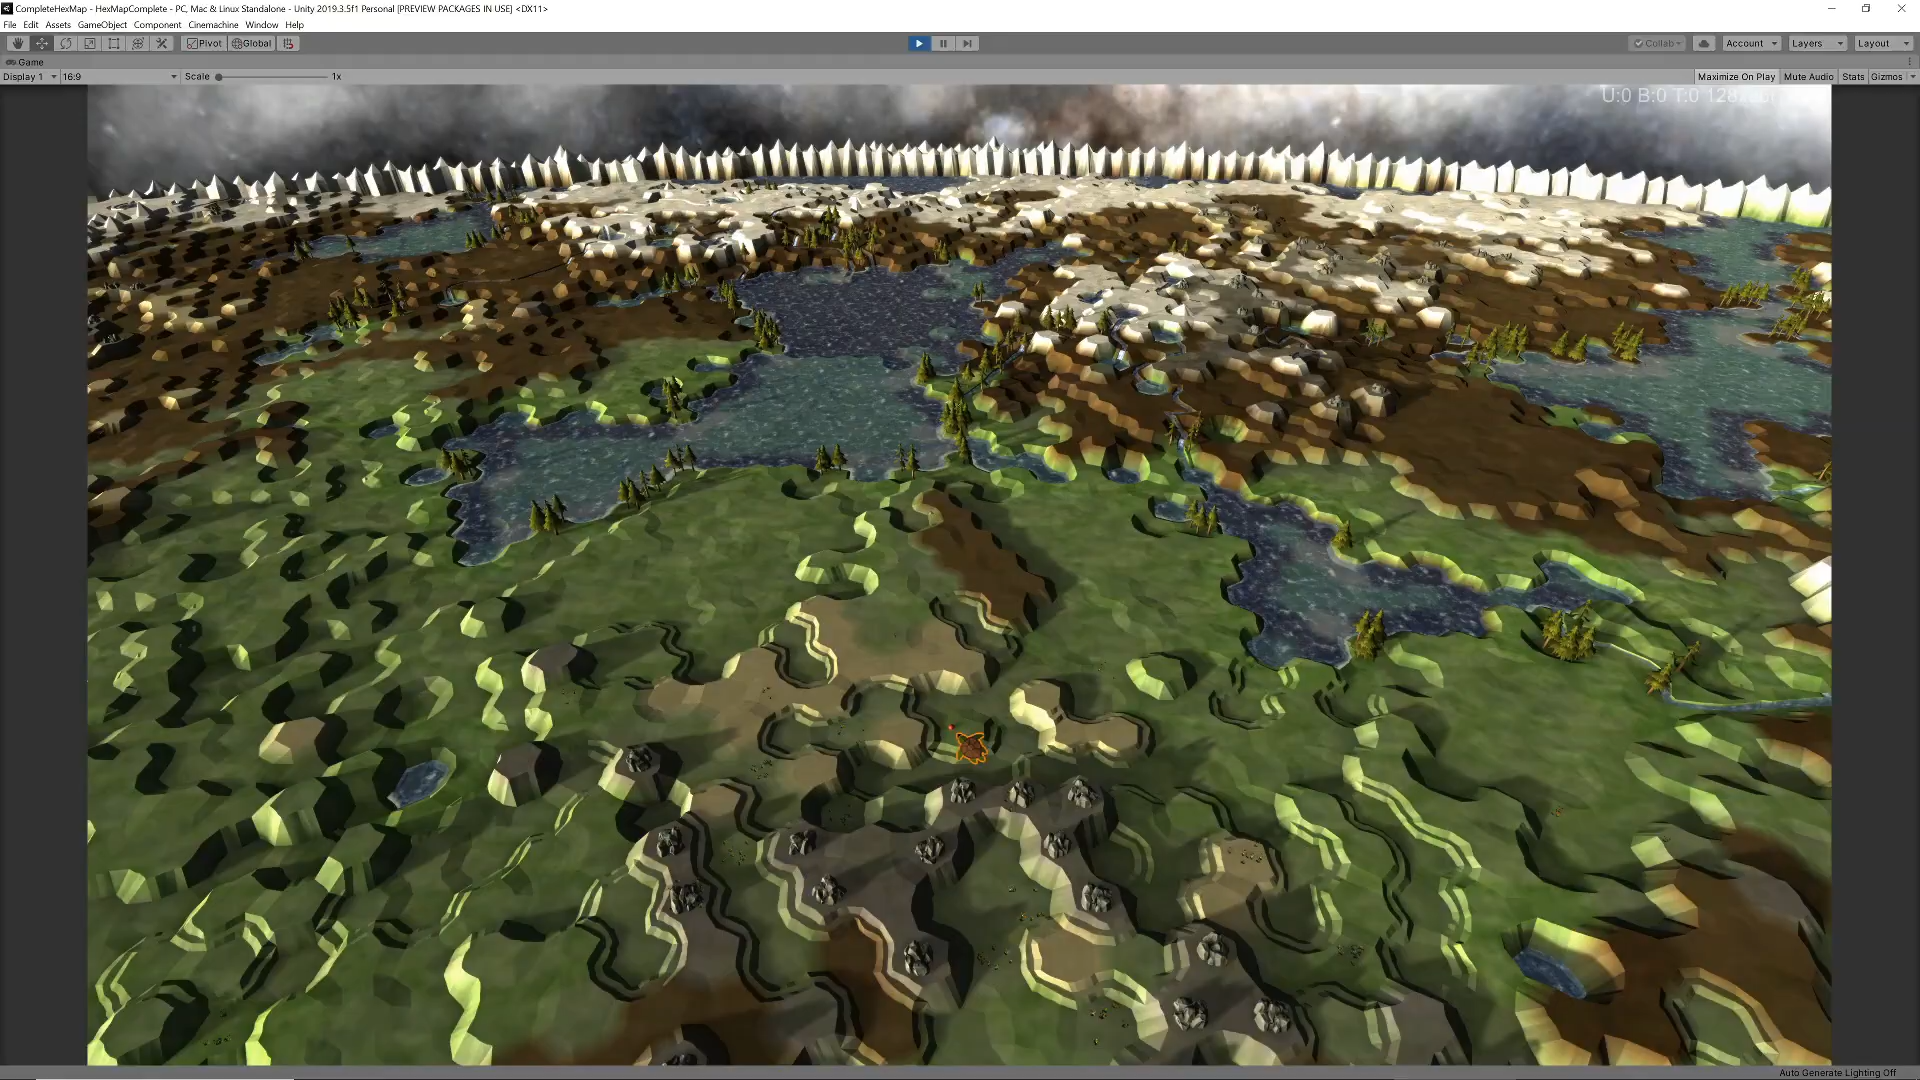 CompleteHexMap - HexMapComplete - PC, Mac & Linux Standalone - Unity 2019.3.5f1 Personal [PREVIEW PACKAGES IN USE] <DX11>
File Edit Assets GameObject Component Cinemachine Window Help
Pivot Global Collab Account Layers Layout
Game
Display 1 16:9 Scale 1x Maximize On Play Mute Audio Stats Gizmos
U:0 B:0 T:0
Auto Generate Lighting Off